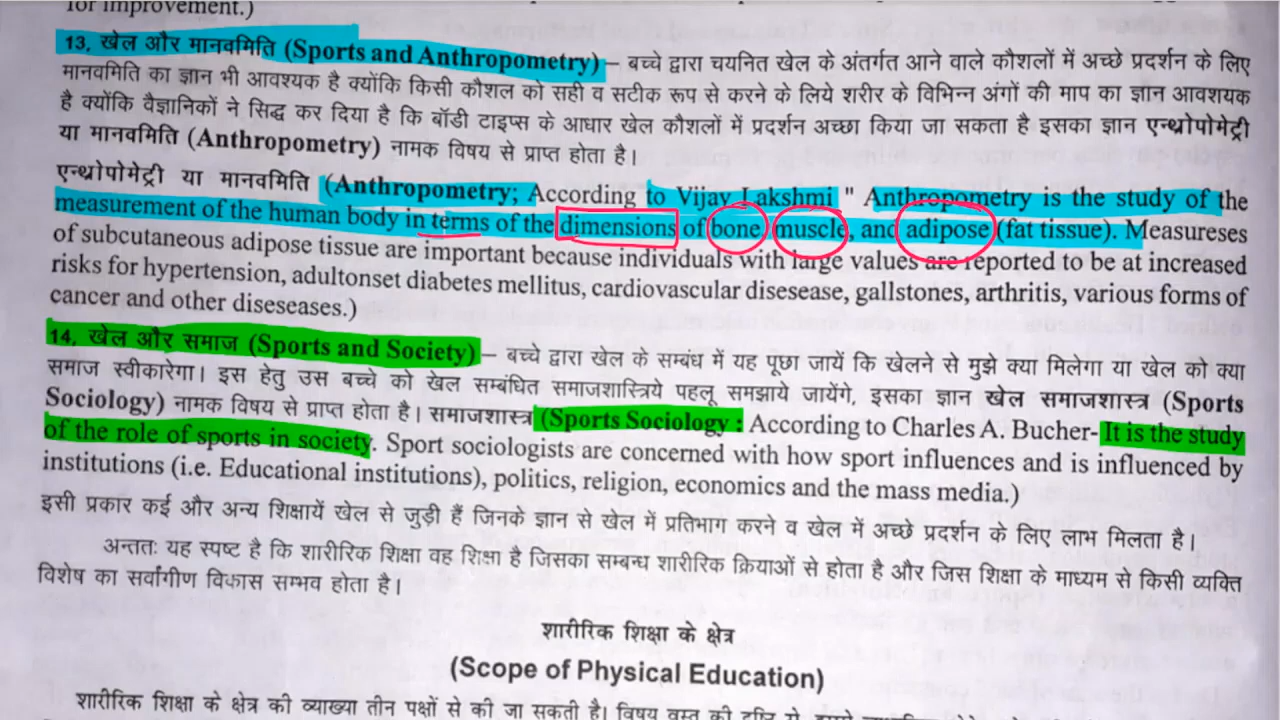 for improvement.)
13. खेल और मानवमिति (Sports and Anthropometry) – बच्चे द्वारा चयनित खेल के अंतर्गत आने वाले कौशलों में अच्छे प्रदर्शन के लिए
मानवमिति का ज्ञान भी आवश्यक है क्योंकि किसी कौशल को सही व सटीक रूप से करने के लिये शरीर के विभिन्न अंगों की माप का ज्ञान आवश्यक
है क्योंकि वैज्ञानिकों ने सिद्ध कर दिया है कि बॉडी टाइप्स के आधार खेल कौशलों में प्रदर्शन अच्छा किया जा सकता है इसका ज्ञान एन्थ्रोपोमेट्री
या मानवमिति (Anthropometry) नामक विषय से प्राप्त होता है।
एन्थ्रोपोमेट्री या मानवमिति (Anthropometry; According to Vijay Lakshmi " Anthropometry is the study of the
measurement of the human body in terms of the dimensions of bone, muscle, and adipose (fat tissue). Measureses
of subcutaneous adipose tissue are important because individuals with large values are reported to be at increased
risks for hypertension, adultonset diabetes mellitus, cardiovascular disesease, gallstones, arthritis, various forms of
cancer and other diseseases.)
14. खेल और समाज (Sports and Society) – बच्चे द्वारा खेल के सम्बंध में यह पूछा जायें कि खेलने से मुझे क्या मिलेगा या खेल को क्या
समाज स्वीकारेगा। इस हेतु उस बच्चे को खेल सम्बंधित समाजशास्त्रिये पहलू समझाये जायेंगे, इसका ज्ञान खेल समाजशास्त्र (Sports
Sociology) नामक विषय से प्राप्त होता है। समाजशास्त्र (Sports Sociology : According to Charles A. Bucher- It is the study
of the role of sports in society. Sport sociologists are concerned with how sport influences and is influenced by
institutions (i.e. Educational institutions), politics, religion, economics and the mass media.)
इसी प्रकार कई और अन्य शिक्षायें खेल से जुड़ी हैं जिनके ज्ञान से खेल में प्रतिभाग करने व खेल में अच्छे प्रदर्शन के लिए लाभ मिलता है।
अन्ततः यह स्पष्ट है कि शारीरिक शिक्षा वह शिक्षा है जिसका सम्बन्ध शारीरिक क्रियाओं से होता है और जिस शिक्षा के माध्यम से किसी व्यक्ति
विशेष का सर्वांगीण विकास सम्भव होता है।
शारीरिक शिक्षा के क्षेत्र
(Scope of Physical Education)
शारीरिक शिक्षा के क्षेत्र की व्याख्या तीन पक्षों से की जा सकती है। विषय वस्तु की दृष्टि से